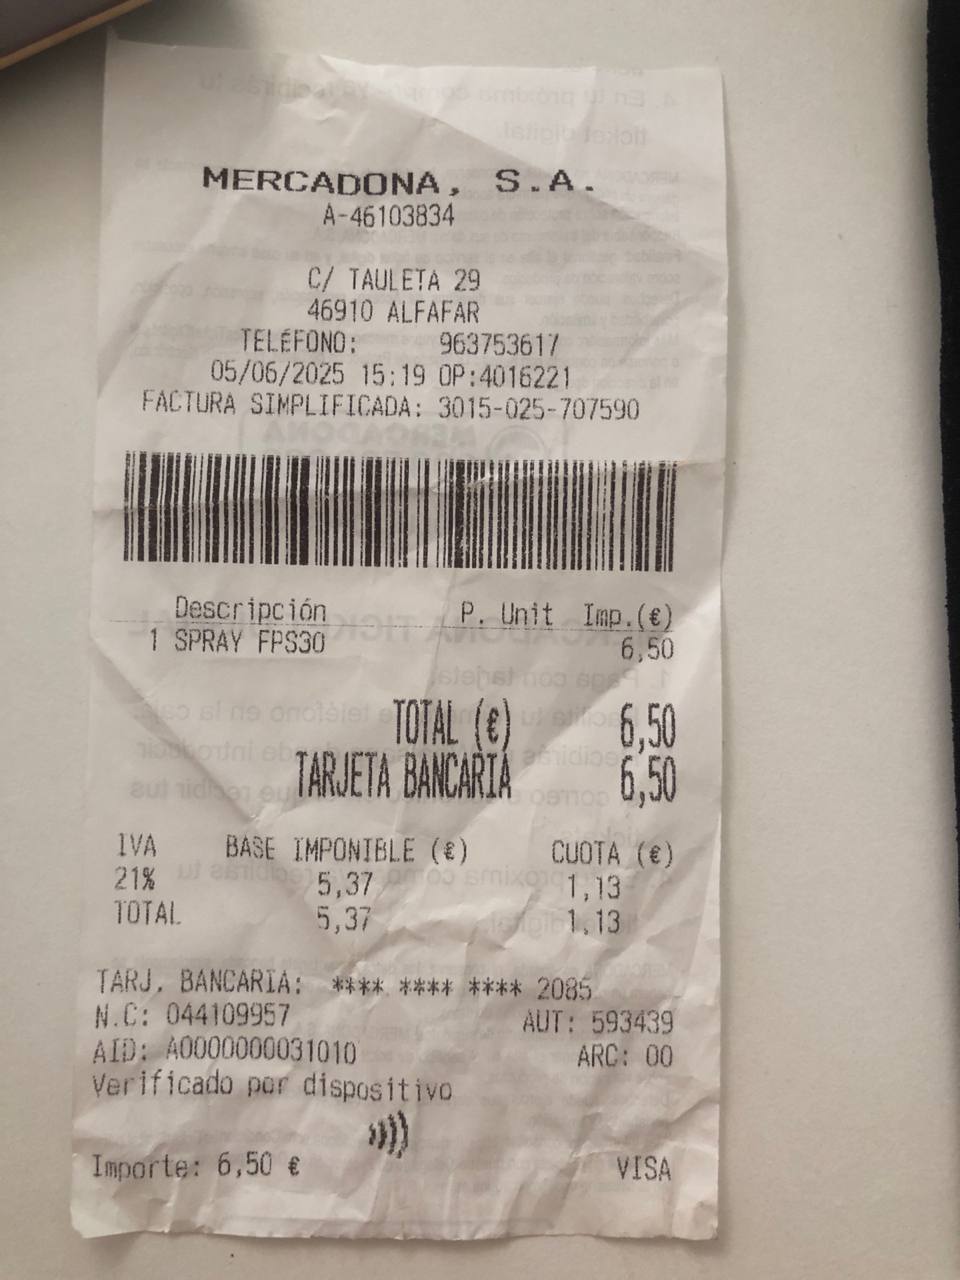 MERCADONA, S.A.
A-46103834
C/ TAULETA 29
46910 ALFAFAR
TELÉFONO: 963753617
05/06/2025 15:19 OP:4016221
FACTURA SIMPLIFICADA: 3015-025-707590
Descripción P. Unit Imp.(€)
1 SPRAY FPS30 6,50
TOTAL (€) 6,50
TARJETA BANCARIA 6,50
IVA BASE IMPONIBLE (€) CUOTA (€)
21% 5,37 1,13
TOTAL 5,37 1,13
TARJ. BANCARIA: **** **** **** 2085
N.C: 044109957 AUT: 593439
AID: A0000000031010 ARC: 00
Verificado por dispositivo
Importe: 6,50 € VISA